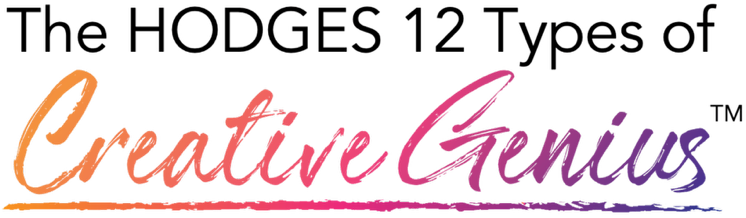 The HODGES 12 Types of
Creative Genius™